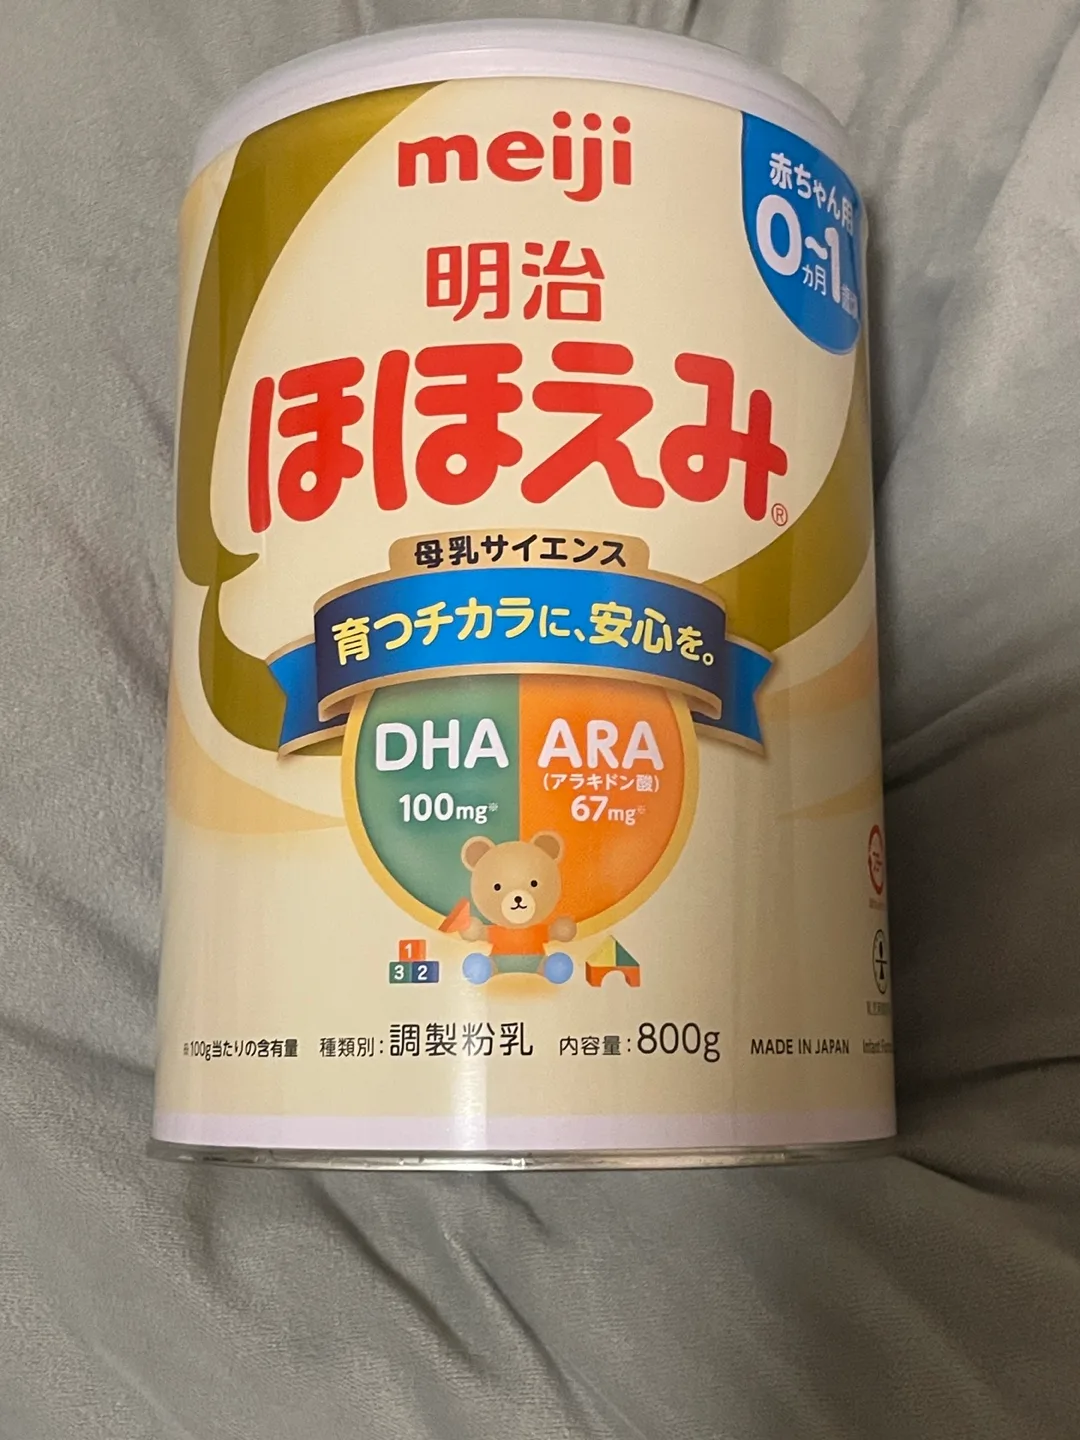 meiji
明治
ほほえみ®
赤ちゃん用
0カ月~1歳
母乳サイエンス
育つチカラに、安心を。
DHA
100mg※
ARA
(アラキドン酸)
67mg※
1
3 2
※100g当たりの含有量 種類別:調製粉乳 内容量:800g MADE IN JAPAN Infant